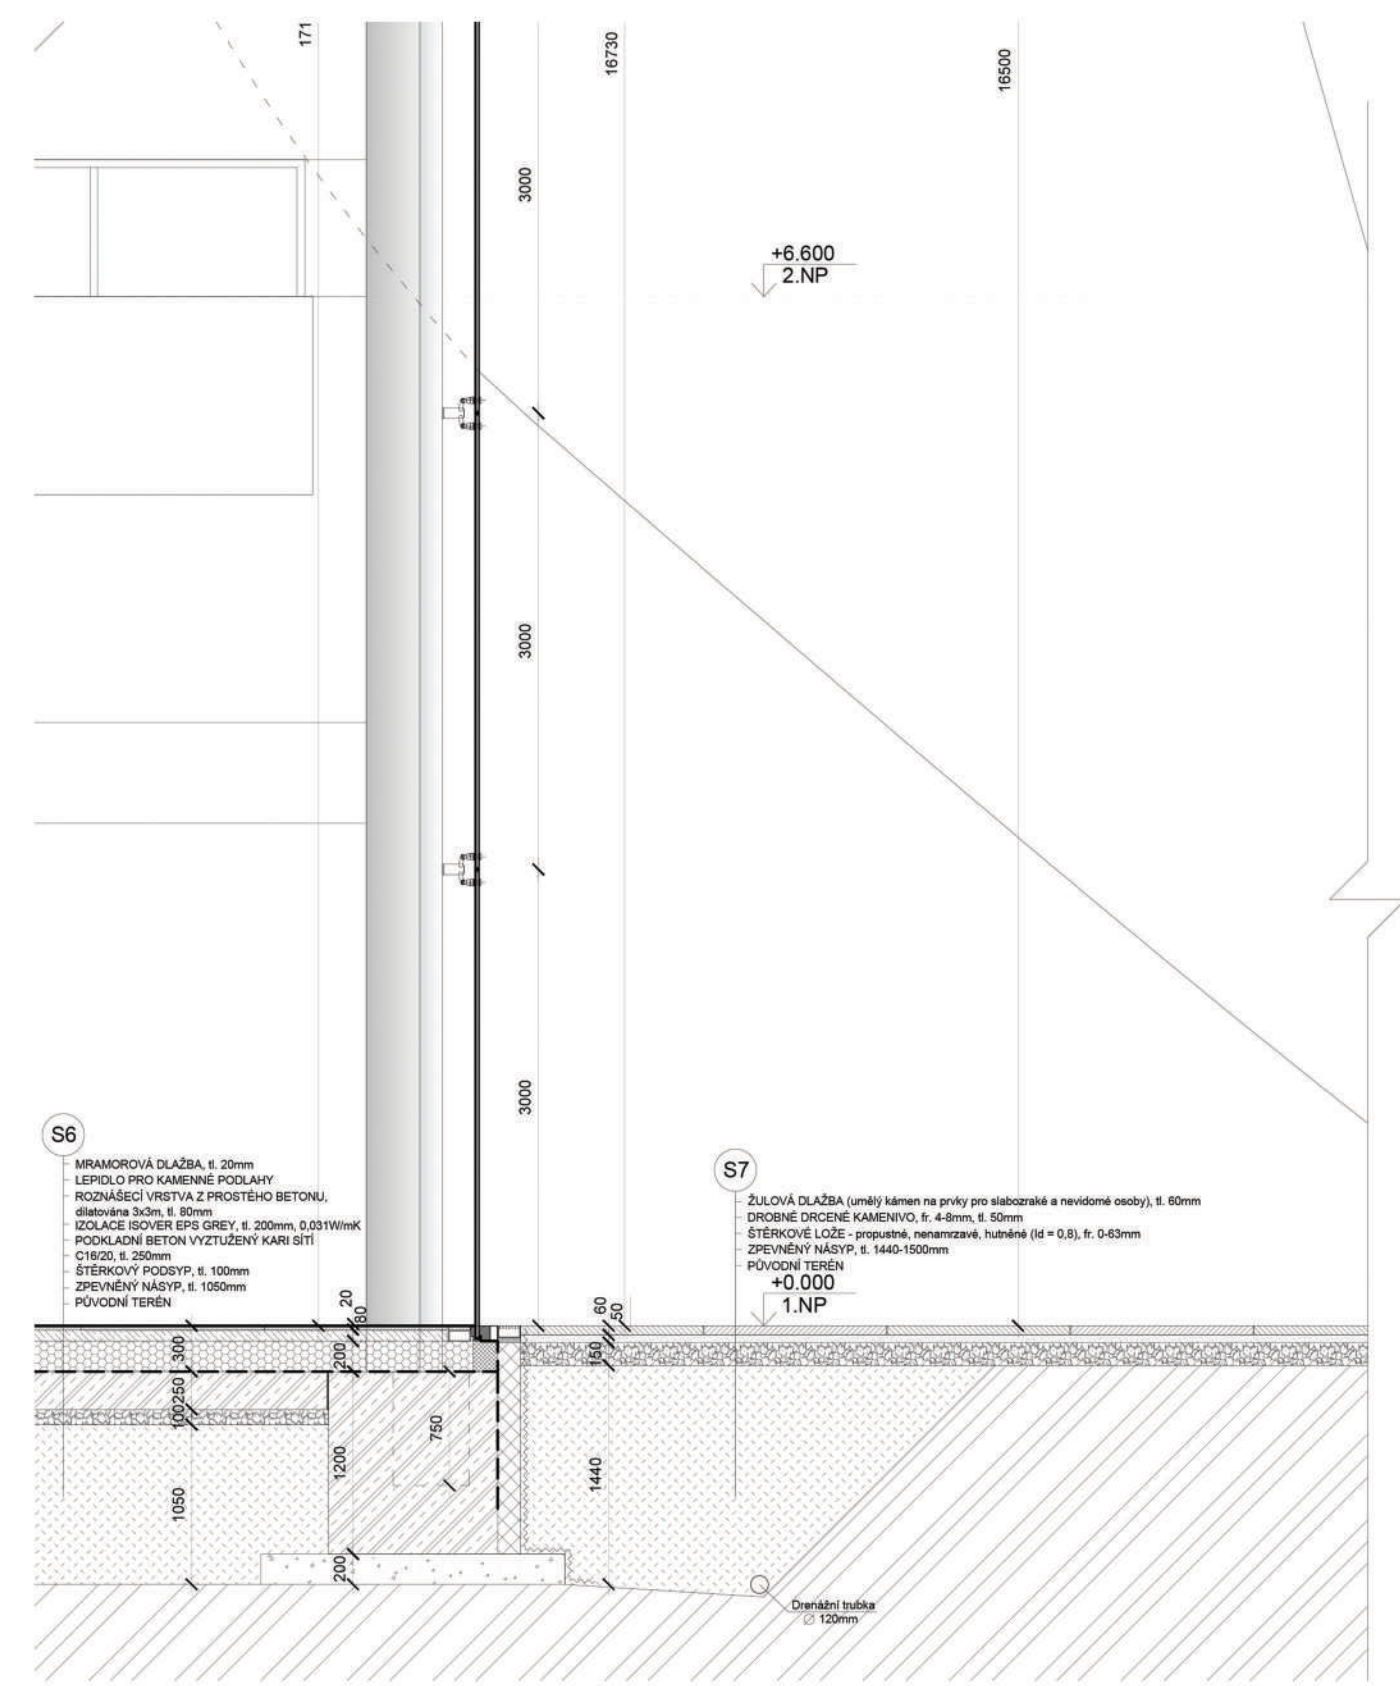 171
16730
16500
3000
+6.600
2.NP
3000
3000
S6
MRAMOROVÁ DLAŽBA, tl. 20mm
LEPIDLO PRO KAMENNÉ PODLAHY
ROZNÁŠECÍ VRSTVA Z PROSTÉHO BETONU,
dilatována 3x3m, tl. 80mm
IZOLACE ISOVER EPS GREY, tl. 200mm, 0,031W/mK
PODKLADNÍ BETON VYZTUŽENÝ KARI SÍTÍ
C16/20, tl. 250mm
ŠTĚRKOVÝ PODSYP, tl. 100mm
ZPEVNĚNÝ NÁSYP, tl. 1050mm
PŮVODNÍ TERÉN
S7
ŽULOVÁ DLAŽBA (umělý kámen na prvky pro slabozraké a nevidomé osoby), tl. 60mm
DROBNÉ DRCENÉ KAMENIVO, fr. 4-8mm, tl. 50mm
ŠTĚRKOVÉ LOŽE - propustné, nenamrzavé, hutněné (Id = 0,8), fr. 0-63mm
ZPEVNĚNÝ NÁSYP, tl. 1440-1500mm
PŮVODNÍ TERÉN
+0.000
1.NP
20
80
60
50
300
200
150
250
100
750
1200
1440
1050
200
Drenážní trubka
∅ 120mm